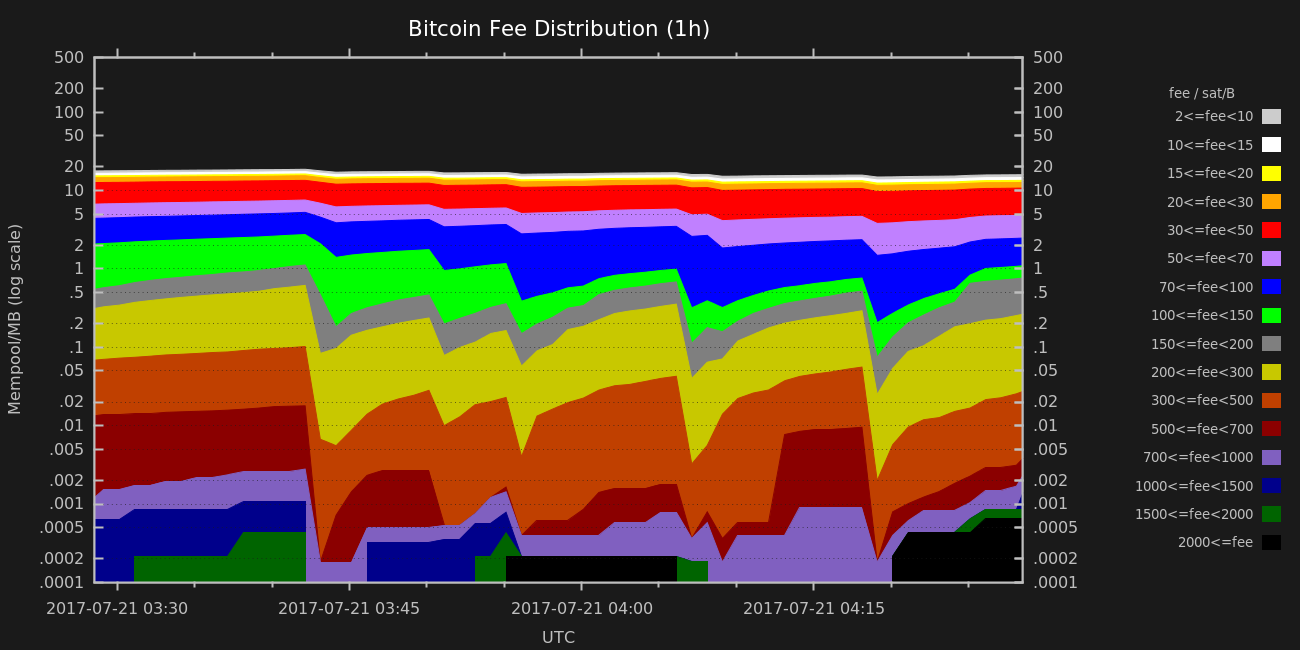 Bitcoin Fee Distribution (1h)
500
200
100
50
20
10
5
2
1
.5
.2
.1
.05
.02
.01
.005
.002
.001
.0005
.0002
.0001
Mempool/MB (log scale)
500
200
100
50
20
10
5
2
1
.5
.2
.1
.05
.02
.01
.005
.002
.001
.0005
.0002
.0001
2017-07-21 03:30
2017-07-21 03:45
2017-07-21 04:00
2017-07-21 04:15
UTC
fee / sat/B
2<=fee<10
10<=fee<15
15<=fee<20
20<=fee<30
30<=fee<50
50<=fee<70
70<=fee<100
100<=fee<150
150<=fee<200
200<=fee<300
300<=fee<500
500<=fee<700
700<=fee<1000
1000<=fee<1500
1500<=fee<2000
2000<=fee